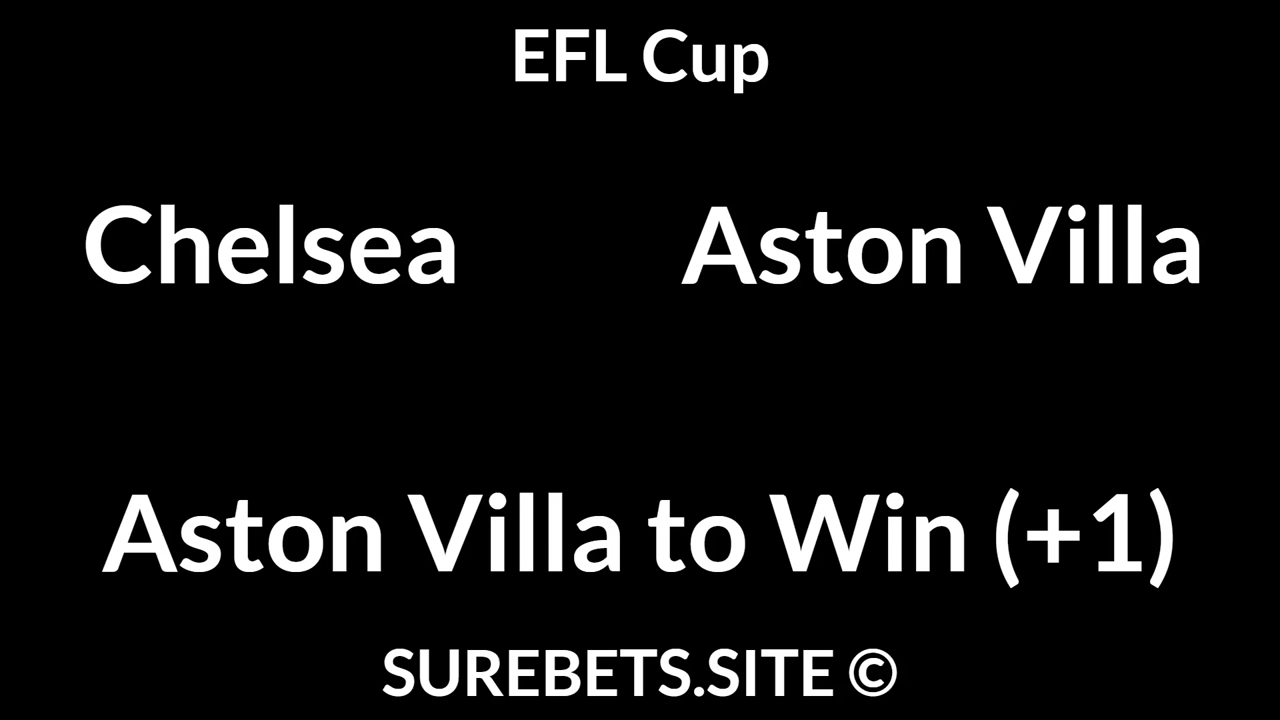 EFL Cup
Chelsea Aston Villa
Aston Villa to Win (+1)
SUREBETS.SITE ©